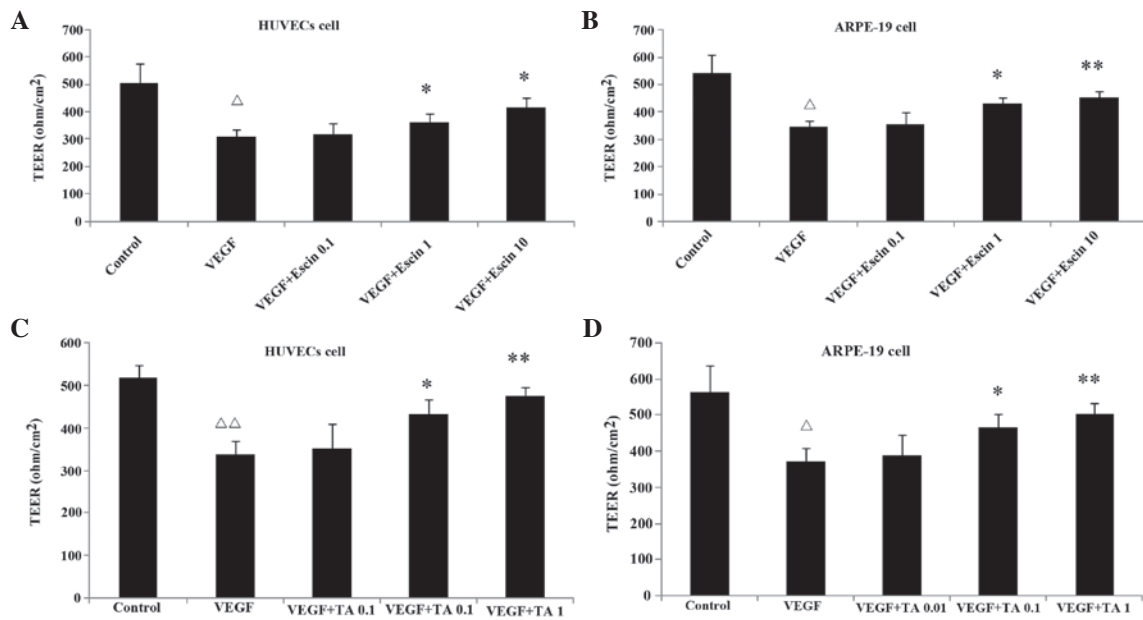 A
HUVECs cell
TEER (ohm/cm2)
700
600
500
400
300
200
100
0
△
*
*
Control
VEGF
VEGF+Escin 0.1
VEGF+Escin 1
VEGF+Escin 10
B
ARPE-19 cell
TEER (ohm/cm2)
700
600
500
400
300
200
100
0
△
*
**
Control
VEGF
VEGF+Escin 0.1
VEGF+Escin 1
VEGF+Escin 10
C
HUVECs cell
TEER (ohm/cm2)
600
500
400
300
200
100
0
△△
*
**
Control
VEGF
VEGF+TA 0.1
VEGF+TA 0.1
VEGF+TA 1
D
ARPE-19 cell
TEER (ohm/cm2)
700
600
500
400
300
200
100
0
△
*
**
Control
VEGF
VEGF+TA 0.01
VEGF+TA 0.1
VEGF+TA 1